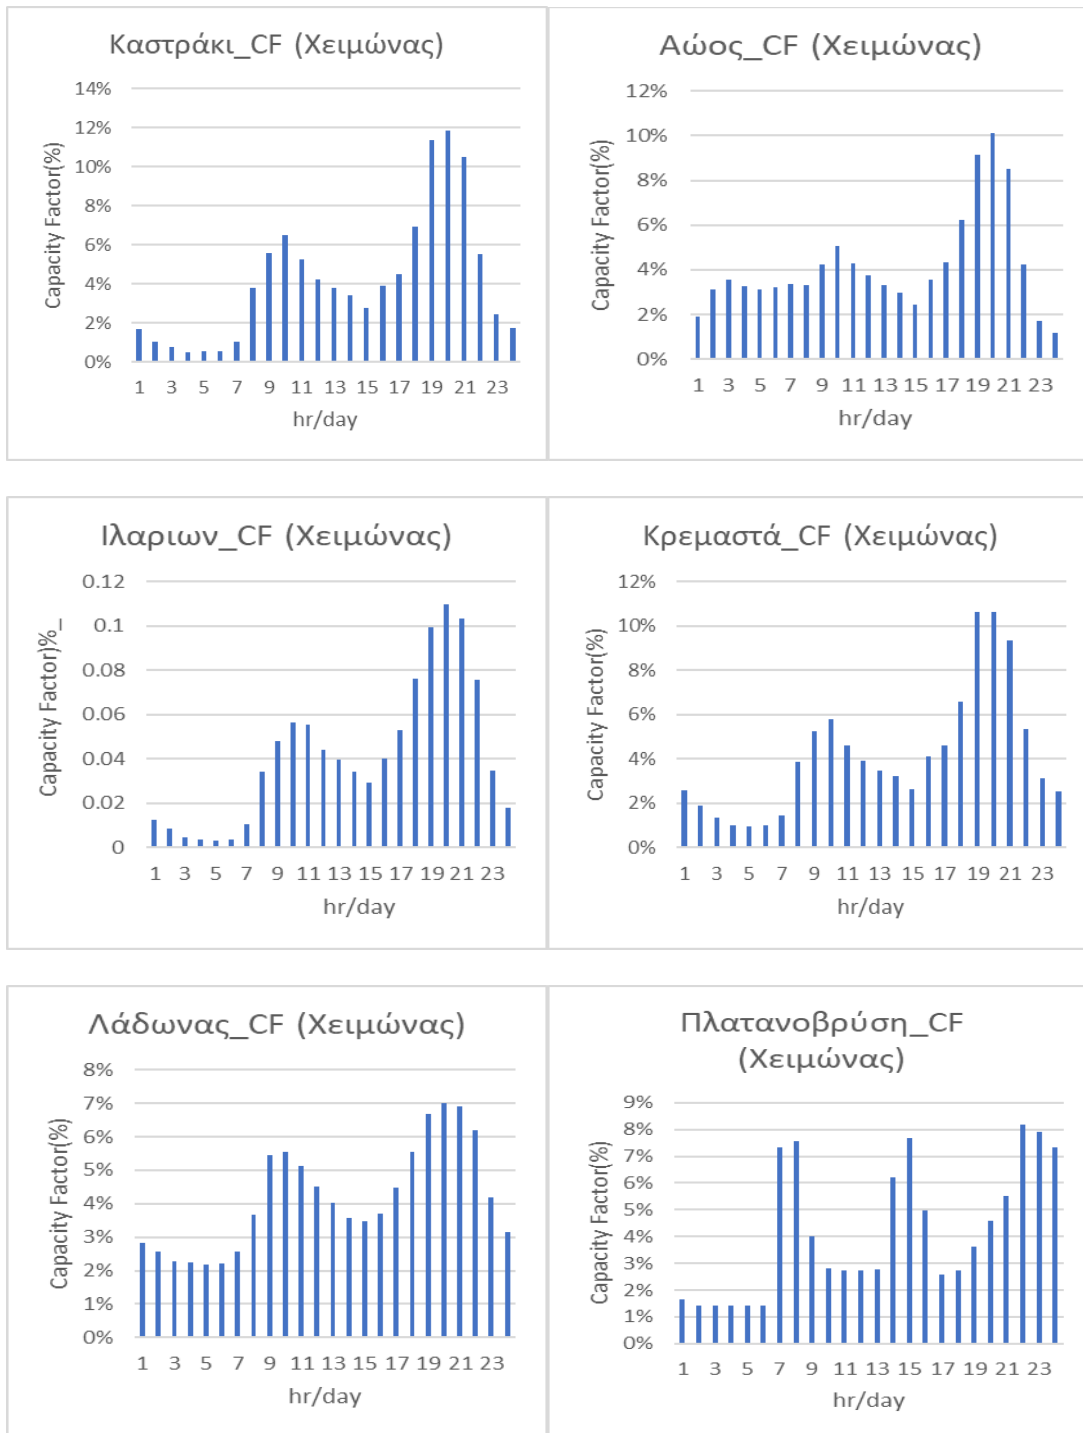 Καστράκι_CF (Χειμώνας)
14%
12%
10%
8%
6%
4%
2%
0%
Capacity Factor(%)
1 3 5 7 9 11 13 15 17 19 21 23
hr/day
Αώος_CF (Χειμώνας)
12%
10%
8%
6%
4%
2%
0%
Capacity Factor(%)
1 3 5 7 9 11 13 15 17 19 21 23
hr/day
Ιλαριων_CF (Χειμώνας)
0.12
0.1
0.08
0.06
0.04
0.02
0
Capacity Factor)%_
1 3 5 7 9 11 13 15 17 19 21 23
hr/day
Κρεμαστά_CF (Χειμώνας)
12%
10%
8%
6%
4%
2%
0%
Capacity Factor(%)
1 3 5 7 9 11 13 15 17 19 21 23
hr/day
Λάδωνας_CF (Χειμώνας)
8%
7%
6%
5%
4%
3%
2%
1%
0%
Capacity Factor(%)
1 3 5 7 9 11 13 15 17 19 21 23
hr/day
Πλατανοβρύση_CF
(Χειμώνας)
9%
8%
7%
6%
5%
4%
3%
2%
1%
0%
Capacity Factor(%)
1 3 5 7 9 11 13 15 17 19 21 23
hr/day